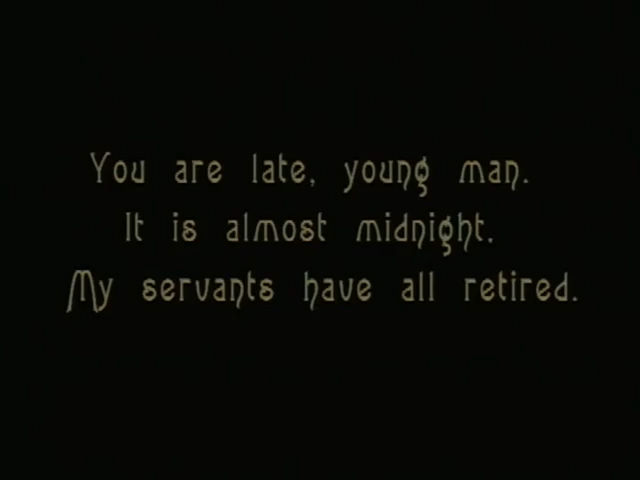 You are late, young man.
It is almost midnight.
My servants have all retired.